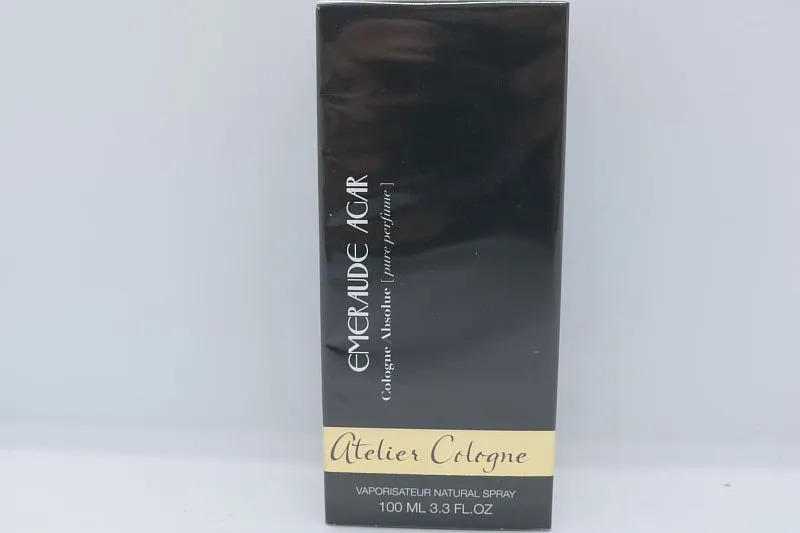 EMERAUDE AGAR
Cologne Absolue [ pure perfume ]
Atelier Cologne
VAPORISATEUR NATURAL SPRAY
100 ML 3.3 FL.OZ